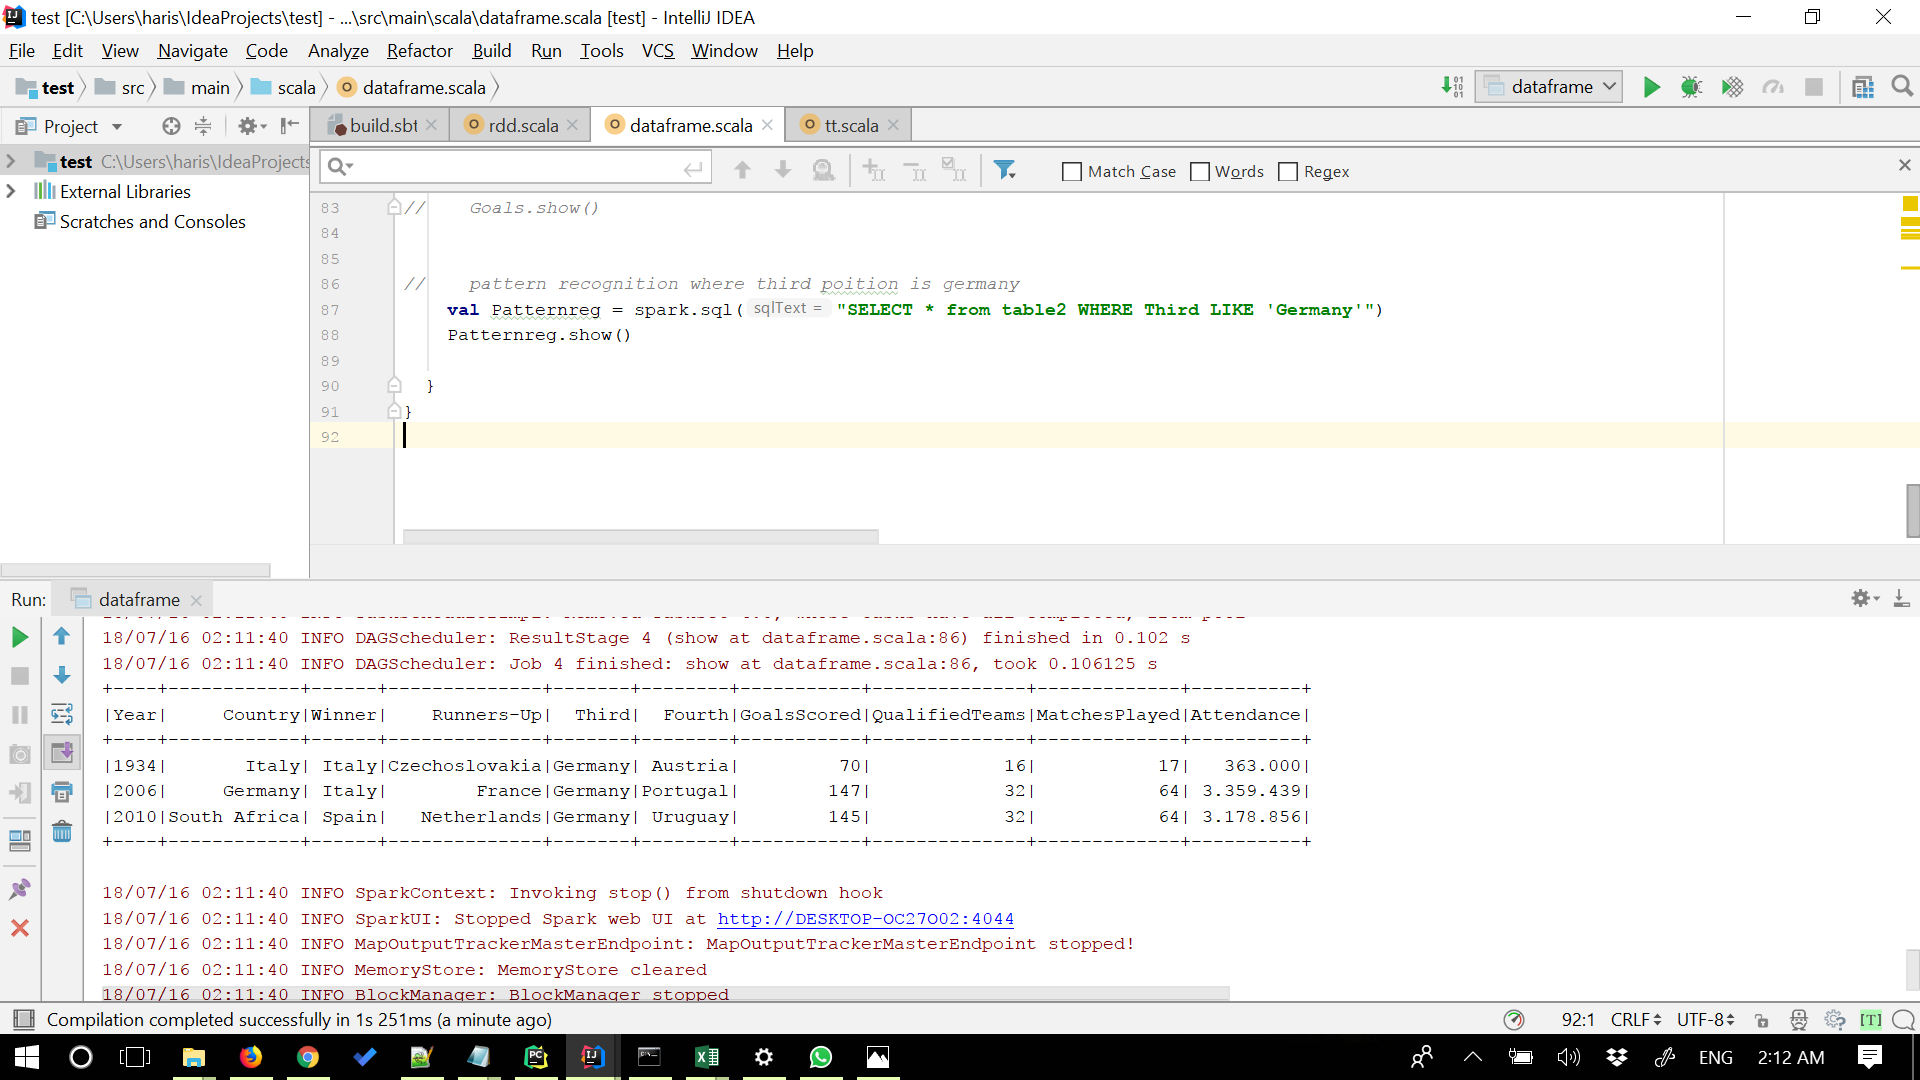 test [C:\Users\haris\IdeaProjects\test] - ...\src\main\scala\dataframe.scala [test] - IntelliJ IDEA
File Edit View Navigate Code Analyze Refactor Build Run Tools VCS Window Help
test src main scala dataframe.scala
dataframe
Project
build.sbt rdd.scala dataframe.scala tt.scala
test C:\Users\haris\IdeaProjects
External Libraries
Scratches and Consoles
Match Case Words Regex
83 // Goals.show()
84
85
86 // pattern recognition where third poition is germany
87 val Patternreg = spark.sql( sqlText = "SELECT * from table2 WHERE Third LIKE 'Germany'")
88 Patternreg.show()
89
90 }
91 }
92
Run: dataframe
18/07/16 02:11:40 INFO DAGScheduler: ResultStage 4 (show at dataframe.scala:86) finished in 0.102 s
18/07/16 02:11:40 INFO DAGScheduler: Job 4 finished: show at dataframe.scala:86, took 0.106125 s
+----+------------+------+--------------+-------+--------+-----------+--------------+-------------+----------+
|Year|     Country|Winner|    Runners-Up|  Third|  Fourth|GoalsScored|QualifiedTeams|MatchesPlayed|Attendance|
+----+------------+------+--------------+-------+--------+-----------+--------------+-------------+----------+
|1934|       Italy| Italy|Czechoslovakia|Germany| Austria|         70|            16|           17|   363.000|
|2006|     Germany| Italy|        France|Germany|Portugal|        147|            32|           64| 3.359.439|
|2010|South Africa| Spain|   Netherlands|Germany| Uruguay|        145|            32|           64| 3.178.856|
+----+------------+------+--------------+-------+--------+-----------+--------------+-------------+----------+
18/07/16 02:11:40 INFO SparkContext: Invoking stop() from shutdown hook
18/07/16 02:11:40 INFO SparkUI: Stopped Spark web UI at http://DESKTOP-OC27O02:4044
18/07/16 02:11:40 INFO MapOutputTrackerMasterEndpoint: MapOutputTrackerMasterEndpoint stopped!
18/07/16 02:11:40 INFO MemoryStore: MemoryStore cleared
18/07/16 02:11:40 INFO BlockManager: BlockManager stopped
Compilation completed successfully in 1s 251ms (a minute ago)
92:1 CRLF UTF-8 [T]
ENG 2:12 AM